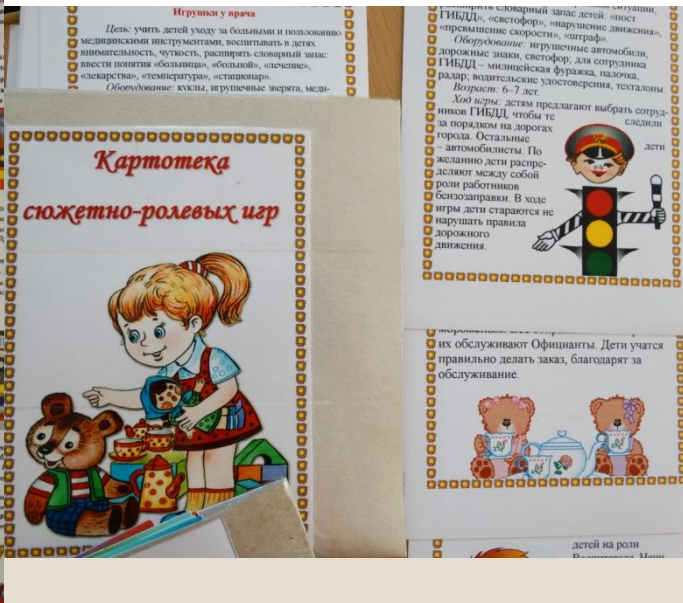 Игрушки у врача
Цель: учить детей уходу за больными и пользованию
медицинскими инструментами, воспитывать в детях
внимательность, чуткость, расширять словарный запас:
ввести понятия «больница», «больной», «лечение»,
«лекарства», «температура», «стационар».
Оборудование: куклы, игрушечные зверята, меди-
Картотека
сюжетно-ролевых игр
расширять словарный запас детей: «пост
ГИБДД», «светофор», «нарушение движения»,
«превышение скорости», «штраф».
Оборудование: игрушечные автомобили,
дорожные знаки, светофор; для сотрудника
ГИБДД – милицейская фуражка, палочка,
радар; водительские удостоверения, техталоны.
Возраст: 6–7 лет.
Ход игры: детям предлагают выбрать сотруд-
ников ГИБДД, чтобы те следили
за порядком на дорогах
города. Остальные дети
– автомобилисты. По
желанию дети распре-
деляют между собой
роли работников
бензозаправки. В ходе
игры дети стараются не
нарушать правила
дорожного
движения.
их обслуживают Официанты. Дети учатся
правильно делать заказ, благодарят за
обслуживание.
детей на роли